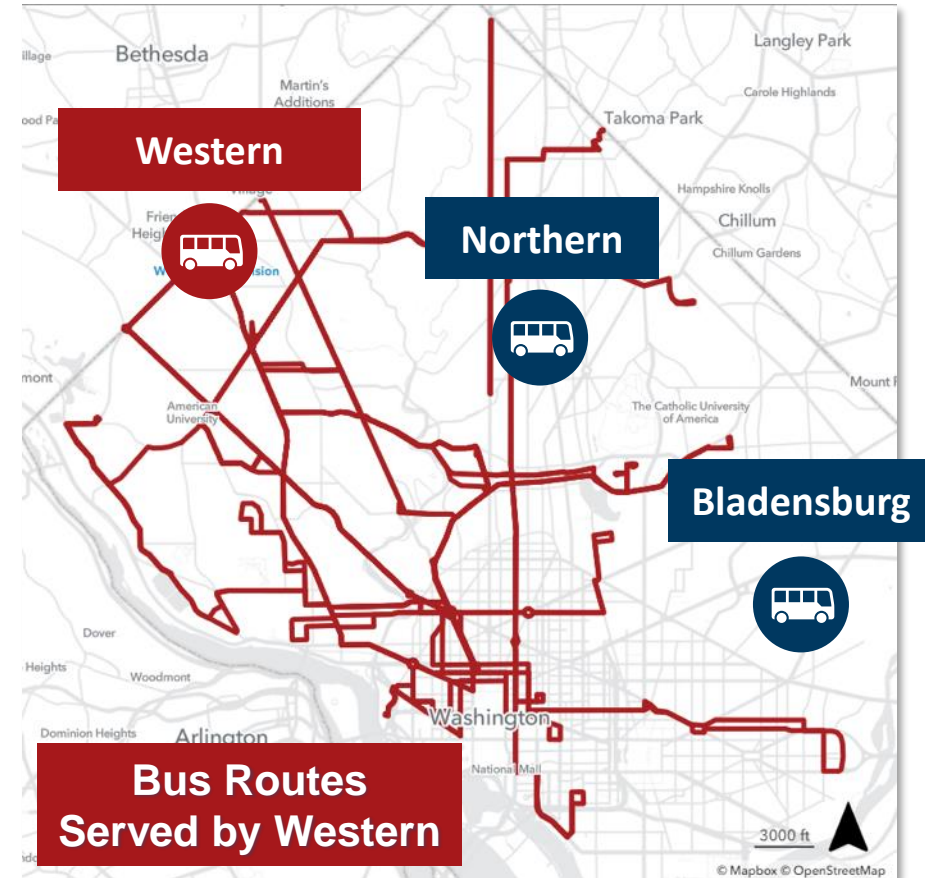 Bethesda
Langley Park
Martin's
Additions
Carole Highlands
Takoma Park
Western
Village
Hampshire Knolls
Chillum
Northern
Chillum Gardens
American
University
The Catholic University
of America
Mount
Bladensburg
Dover
Heights
Woodmont
Washington
Dominion Heights
Arlington
National Mall
Bus Routes
Served by Western
3000 ft
© Mapbox © OpenStreetMap